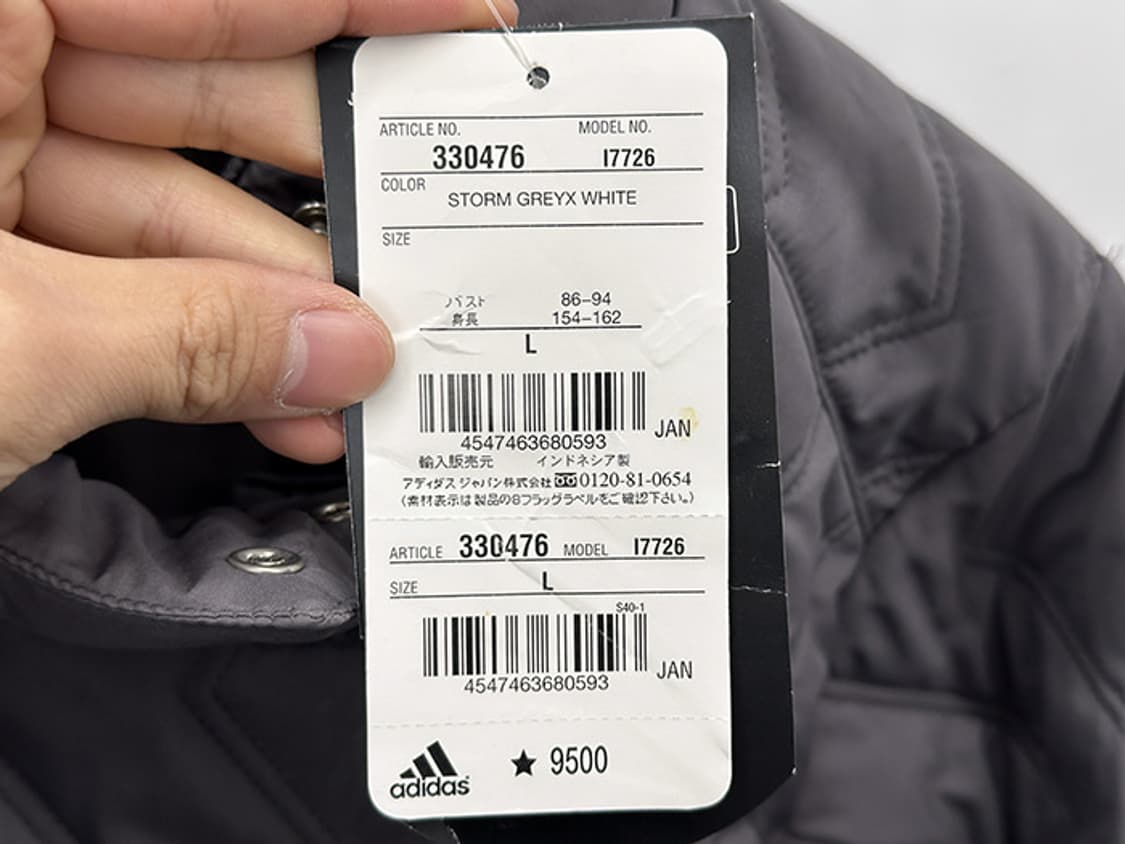 ARTICLE NO. MODEL NO.
330476 I7726
COLOR
STORM GREYX WHITE
SIZE
バスト 86-94
身長 154-162
L
JAN
4547463680593
輸入販売元 インドネシア製
アディダス ジャパン株式会社 0120-81-0654
(素材表示は製品の8フラッグラベルをご確認下さい。)
ARTICLE 330476 MODEL I7726
SIZE L
S40-1
JAN
4547463680593
adidas ★ 9500